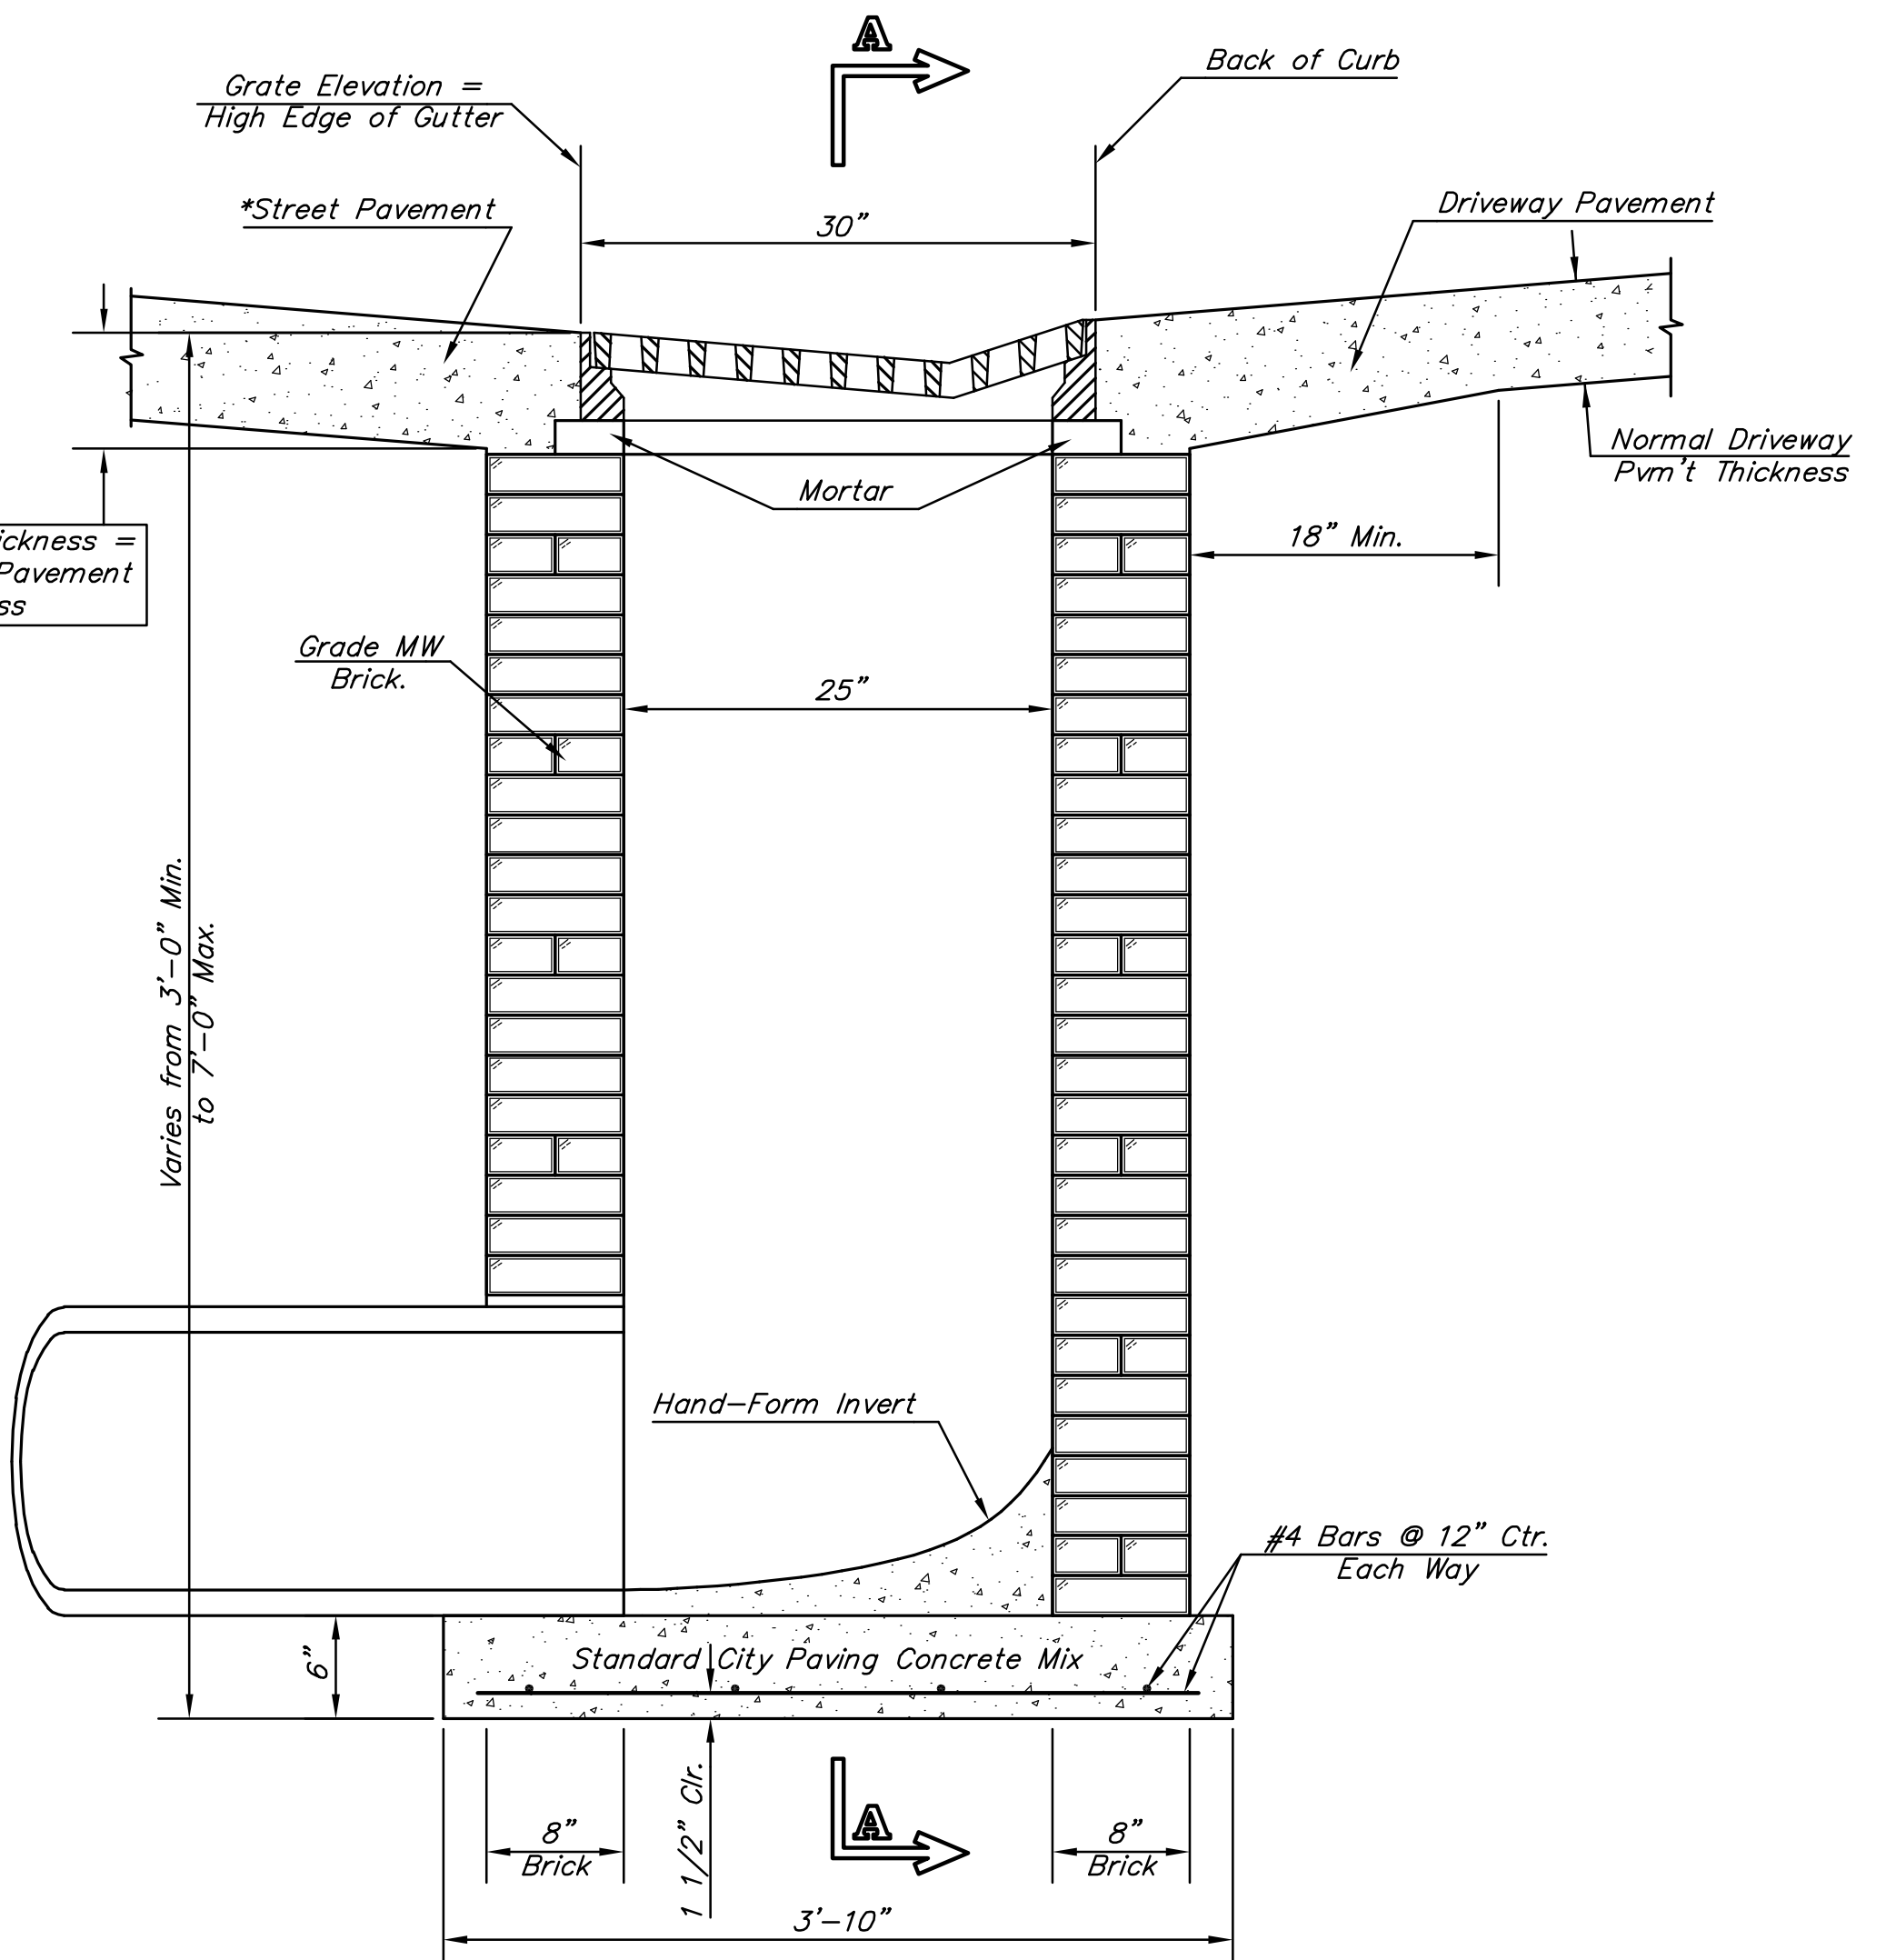 A
Back of Curb
Grate Elevation =
High Edge of Gutter
*Street Pavement
30”
Driveway Pavement
Normal Driveway
Pvm't Thickness
Mortar
18” Min.
=
Pavement
Grade MW
Brick.
25”
Varies from 3'-0” Min.
to 7'-0” Max.
Hand-Form Invert
#4 Bars @ 12” Ctr.
Each Way
6”
Standard City Paving Concrete Mix
1 1/2” Clr.
A
8”
Brick
8”
Brick
3'-10”